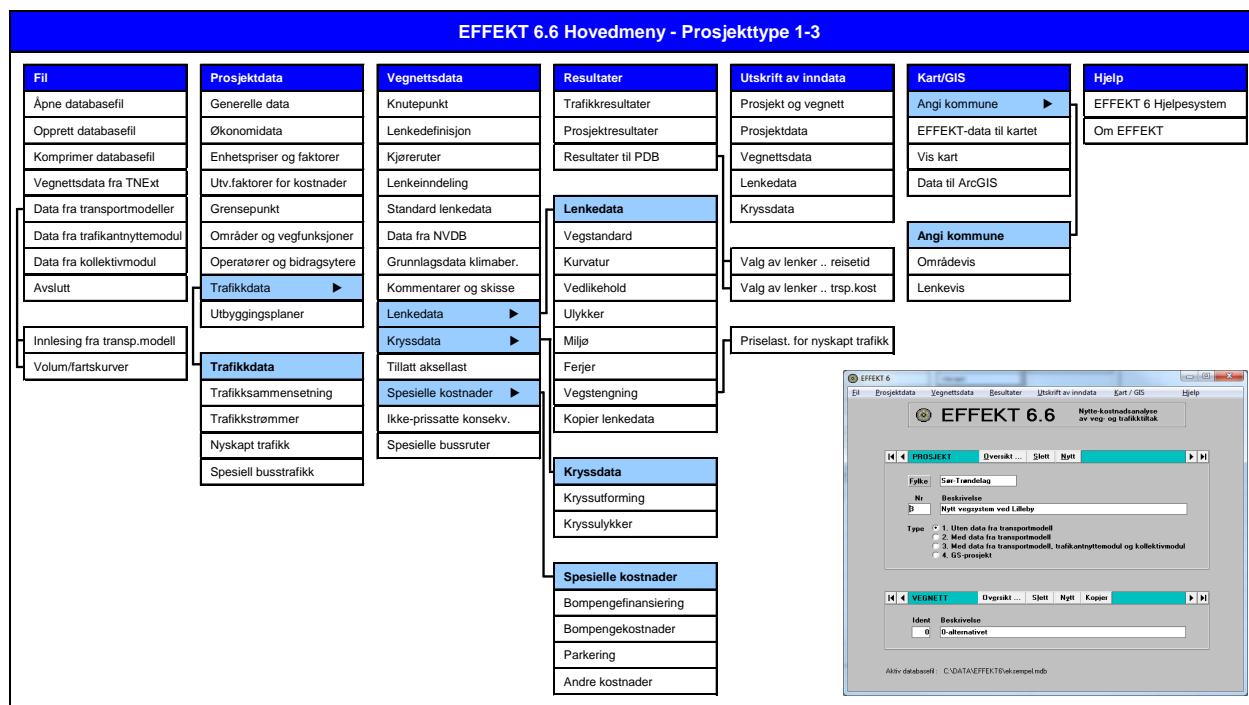 EFFEKT 6.6 Hovedmeny - Prosjekttype 1-3
Fil
Åpne databasefil
Opprett databasefil
Komprimer databasefil
Vegnettsdata fra TNExt
Data fra transportmodeller
Data fra trafikantnyttemodul
Data fra kollektivmodul
Avslutt
Innlesing fra transp.modell
Volum/fartskurver
Prosjektdata
Generelle data
Økonomidata
Enhetspriser og faktorer
Utv.faktorer for kostnader
Grensepunkt
Områder og vegfunksjoner
Operatører og bidragsytere
Trafikkdata ▶
Utbyggingsplaner
Trafikkdata
Trafikksammensetning
Trafikkstrømmer
Nyskapt trafikk
Spesiell busstrafikk
Vegnettsdata
Knutepunkt
Lenkedefinisjon
Kjøreruter
Lenkeinndeling
Standard lenkedata
Data fra NVDB
Grunnlagsdata klimaber.
Kommentarer og skisse
Lenkedata ▶
Kryssdata ▶
Tillatt aksellast
Spesielle kostnader ▶
Ikke-prissatte konsekv.
Spesielle bussruter
Resultater
Trafikkresultater
Prosjektresultater
Resultater til PDB
Lenkedata
Vegstandard
Kurvatur
Vedlikehold
Ulykker
Miljø
Ferjer
Vegstengning
Kopier lenkedata
Kryssdata
Kryssutforming
Kryssulykker
Spesielle kostnader
Bompengefinansiering
Bompengekostnader
Parkering
Andre kostnader
Utskrift av inndata
Prosjekt og vegnett
Prosjektdata
Vegnettsdata
Lenkedata
Kryssdata
Valg av lenker .. reisetid
Valg av lenker .. trsp.kost
Priselast. for nyskapt trafikk
Kart/GIS
Angi kommune ▶
EFFEKT-data til kartet
Vis kart
Data til ArcGIS
Angi kommune
Områdevis
Lenkevis
Hjelp
EFFEKT 6 Hjelpesystem
Om EFFEKT
EFFEKT 6
Fil Prosjektdata Vegnettsdata Resultater Utskrift av inndata Kart / GIS Hjelp
EFFEKT 6.6
Nytte-kostnadsanalyse
av veg- og trafikktiltak
PROSJEKT Oversikt ... Slett Nytt
Fylke Sør-Trøndelag
Nr Beskrivelse
3 Nytt vegsystem ved Lilleby
Type 1. Uten data fra transportmodell
2. Med data fra transportmodell
3. Med data fra transportmodell, trafikantnyttemodul og kollektivmodul
4. GS-prosjekt
VEGNETT Oversikt ... Slett Nytt Kopier
Ident Beskrivelse
0 0-alternativet
Aktiv databasefil : C:\DATA\EFFEKT6\eksempel.mdb